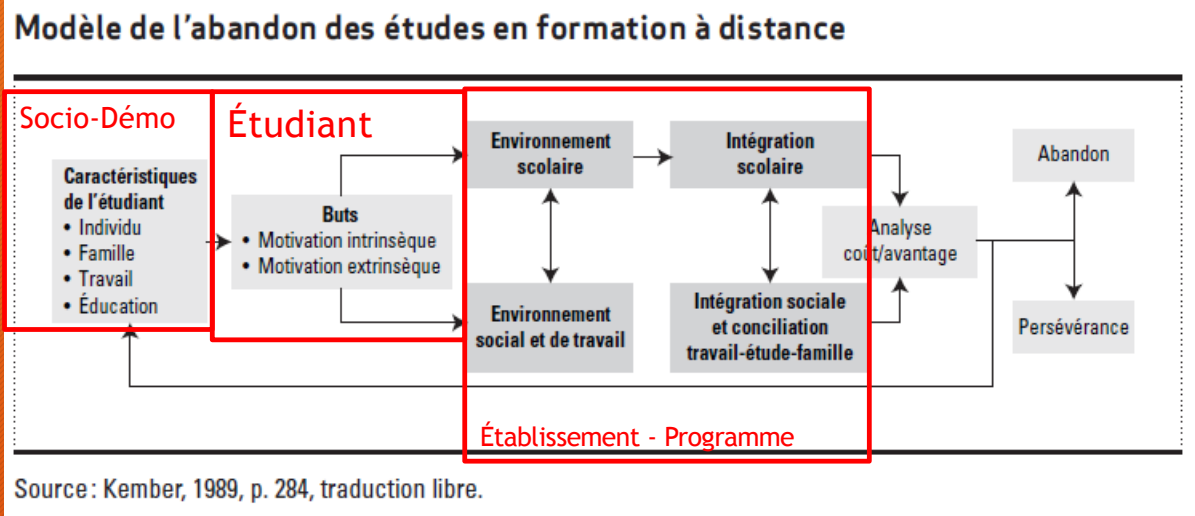 Modèle de l'abandon des études en formation à distance
Socio-Démo
Étudiant
Caractéristiques
de l'étudiant
• Individu
• Famille
• Travail
• Éducation
Buts
• Motivation intrinsèque
• Motivation extrinsèque
Environnement
scolaire
Intégration
scolaire
Environnement
social et de travail
Intégration sociale
et conciliation
travail-étude-famille
Établissement - Programme
Analyse
coût/avantage
Abandon
Persévérance
Source : Kember, 1989, p. 284, traduction libre.